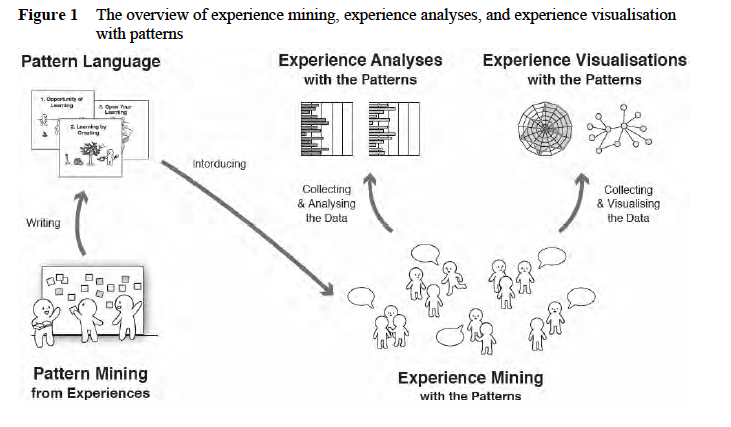 Figure 1 The overview of experience mining, experience analyses, and experience visualisation
with patterns
Pattern Language
Experience Analyses
with the Patterns
Experience Visualisations
with the Patterns
1. Opportunity of
Learning
3. Open Your
Learning
2. Learning by
Creating
Intorducing
Collecting
& Analysing
the Data
Collecting
& Visualising
the Data
Writing
Pattern Mining
from Experiences
Experience Mining
with the Patterns